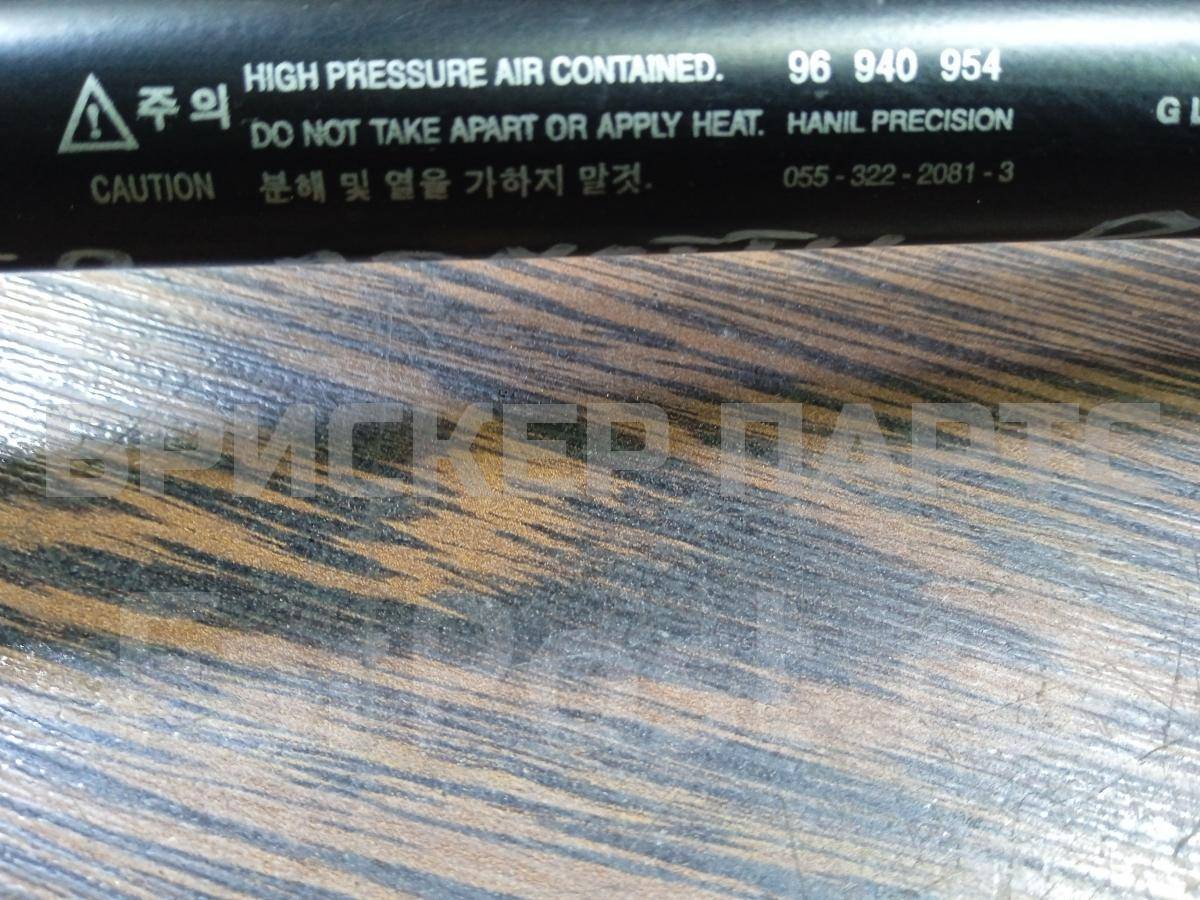 주의 HIGH PRESSURE AIR CONTAINED. 96 940 954
DO NOT TAKE APART OR APPLY HEAT. HANIL PRECISION
CAUTION 분해 및 열을 가하지 말것. 055-322-2081-3
БРИСКЕР ПАРТС